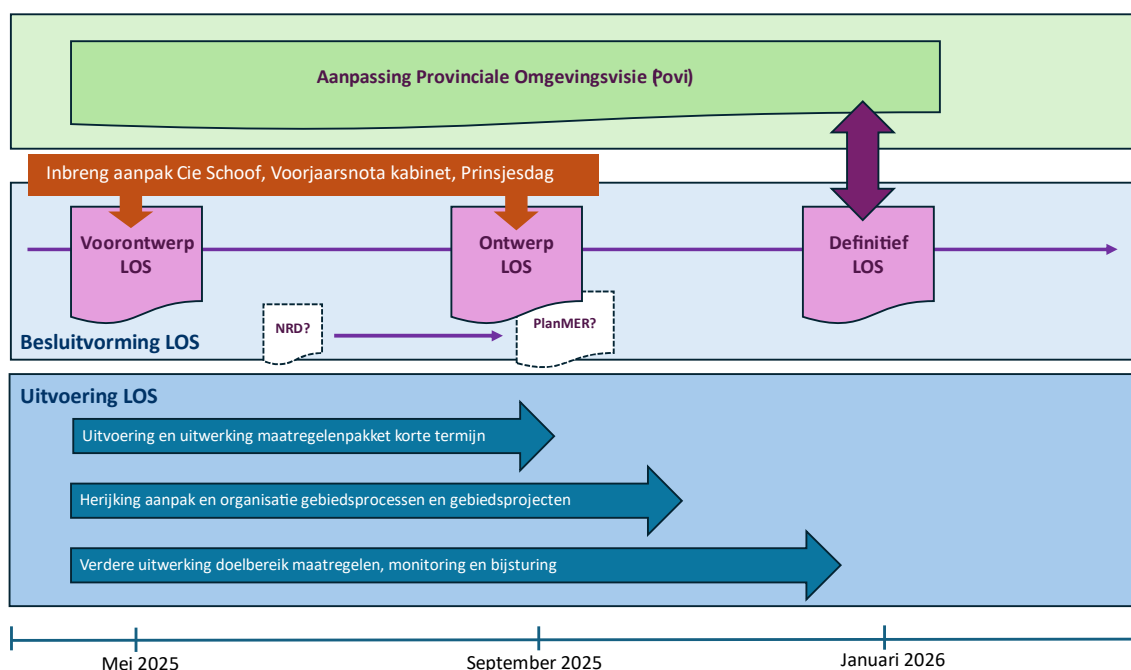 Aanpassing Provinciale Omgevingsvisie (Povi)
Inbreng aanpak Cie Schoof, Voorjaarsnota kabinet, Prinsjesdag
Voorontwerp
LOS
Ontwerp
LOS
Definitief
LOS
NRD?
PlanMER?
Besluitvorming LOS
Uitvoering LOS
Uitvoering en uitwerking maatregelenpakket korte termijn
Herijking aanpak en organisatie gebiedsprocessen en gebiedsprojecten
Verdere uitwerking doelbereik maatregelen, monitoring en bijsturing
Mei 2025
September 2025
Januari 2026